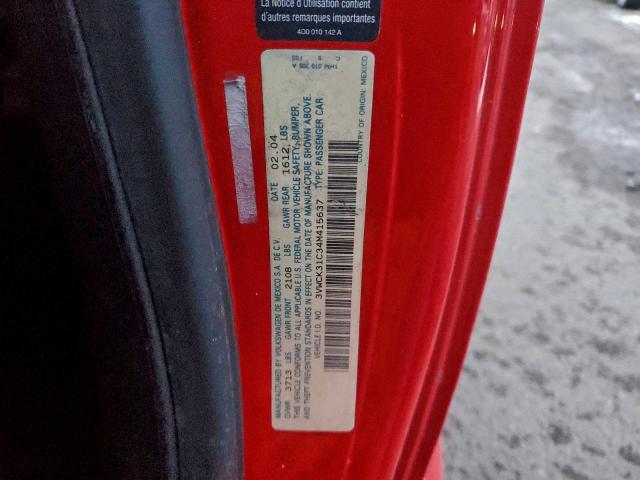 La Notice d'Utilisation contient
d'autres remarques importantes
4D0 010 142 A
MANUFACTURED BY VOLKSWAGEN DE MEXICO S.A. DE C.V. DATE 02.04
GVWR 3713 LBS GAWR FRONT 2108 LBS GAWR REAR 1612 LBS
THIS VEHICLE CONFORMS TO ALL APPLICABLE U.S. FEDERAL MOTOR VEHICLE SAFETY, BUMPER,
AND THEFT PREVENTION STANDARDS IN EFFECT ON THE DATE OF MANUFACTURE SHOWN ABOVE.
VEHICLE I.D. NO. 3VWCK31C34M415637 TYPE: PASSENGER CAR
COUNTRY OF ORIGIN: MEXICO